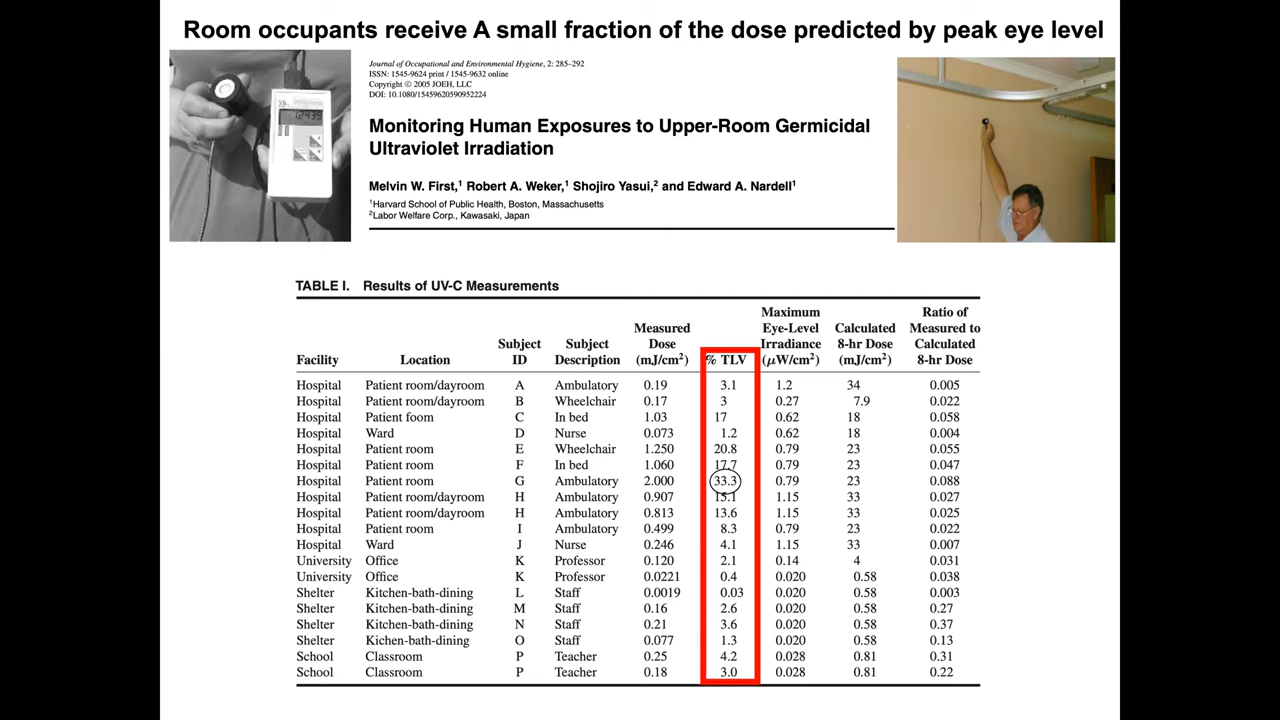 Room occupants receive A small fraction of the dose predicted by peak eye level
Journal of Occupational and Environmental Hygiene, 2: 285–292
ISSN: 1545-9624 print / 1545-9632 online
Copyright © 2005 JOEH, LLC
DOI: 10.1080/15459620590952224
Monitoring Human Exposures to Upper-Room Germicidal
Ultraviolet Irradiation
Melvin W. First,1 Robert A. Weker,1 Shojiro Yasui,2 and Edward A. Nardell1
1Harvard School of Public Health, Boston, Massachusetts
2Labor Welfare Corp., Kawasaki, Japan
TABLE I. Results of UV-C Measurements
Maximum
Measured Eye-Level Calculated Ratio of Measured to
Subject Subject Dose Irradiance 8-hr Dose Calculated
Facility Location ID Description (mJ/cm2) % TLV (μW/cm2) (mJ/cm2) 8-hr Dose
Hospital Patient room/dayroom A Ambulatory 0.19 3.1 1.2 34 0.005
Hospital Patient room/dayroom B Wheelchair 0.17 3 0.27 7.9 0.022
Hospital Patient foom C In bed 1.03 17 0.62 18 0.058
Hospital Ward D Nurse 0.073 1.2 0.62 18 0.004
Hospital Patient room E Wheelchair 1.250 20.8 0.79 23 0.055
Hospital Patient room F In bed 1.060 17.7 0.79 23 0.047
Hospital Patient room G Ambulatory 2.000 33.3 0.79 23 0.088
Hospital Patient room/dayroom H Ambulatory 0.907 15.1 1.15 33 0.027
Hospital Patient room/dayroom H Ambulatory 0.813 13.6 1.15 33 0.025
Hospital Patient room I Ambulatory 0.499 8.3 0.79 23 0.022
Hospital Ward J Nurse 0.246 4.1 1.15 33 0.007
University Office K Professor 0.120 2.1 0.14 4 0.031
University Office K Professor 0.0221 0.4 0.020 0.58 0.038
Shelter Kitchen-bath-dining L Staff 0.0019 0.03 0.020 0.58 0.003
Shelter Kitchen-bath-dining M Staff 0.16 2.6 0.020 0.58 0.27
Shelter Kitchen-bath-dining N Staff 0.21 3.6 0.020 0.58 0.37
Shelter Kichen-bath-dining O Staff 0.077 1.3 0.020 0.58 0.13
School Classroom P Teacher 0.25 4.2 0.028 0.81 0.31
School Classroom P Teacher 0.18 3.0 0.028 0.81 0.22